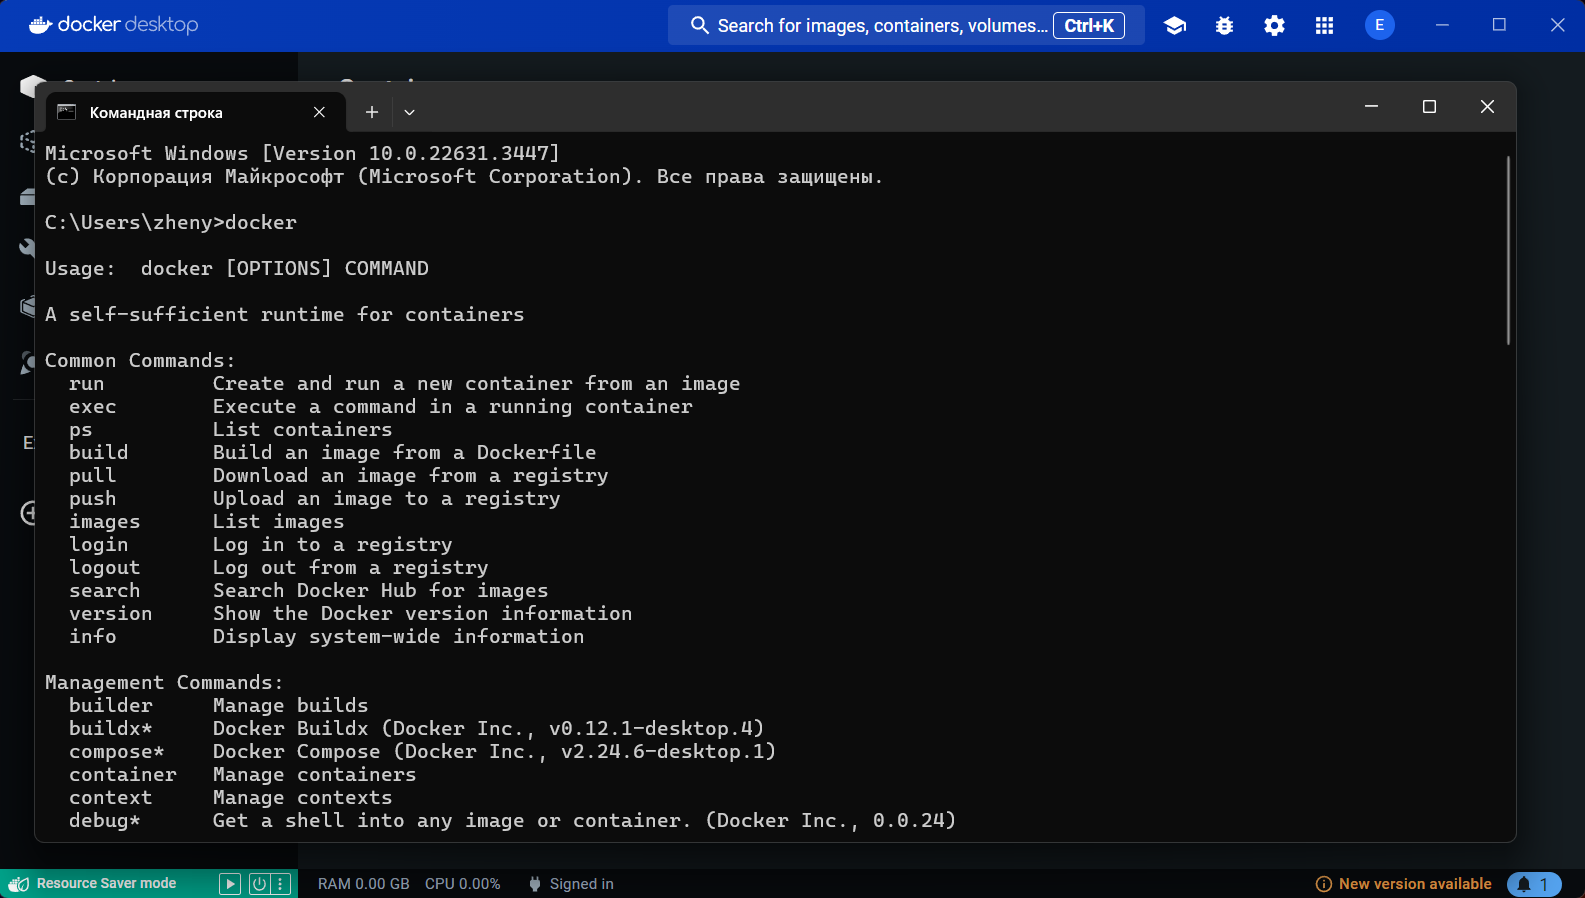 docker desktop
Search for images, containers, volumes... Ctrl+K
E
Командная строка
Microsoft Windows [Version 10.0.22631.3447]
(c) Корпорация Майкрософт (Microsoft Corporation). Все права защищены.
C:\Users\zheny>docker
Usage:  docker [OPTIONS] COMMAND
A self-sufficient runtime for containers
Common Commands:
  run         Create and run a new container from an image
  exec        Execute a command in a running container
  ps          List containers
  build       Build an image from a Dockerfile
  pull        Download an image from a registry
  push        Upload an image to a registry
  images      List images
  login       Log in to a registry
  logout      Log out from a registry
  search      Search Docker Hub for images
  version     Show the Docker version information
  info        Display system-wide information
Management Commands:
  builder     Manage builds
  buildx*     Docker Buildx (Docker Inc., v0.12.1-desktop.4)
  compose*    Docker Compose (Docker Inc., v2.24.6-desktop.1)
  container   Manage containers
  context     Manage contexts
  debug*      Get a shell into any image or container. (Docker Inc., 0.0.24)
Resource Saver mode
RAM 0.00 GB CPU 0.00% Signed in
New version available 1